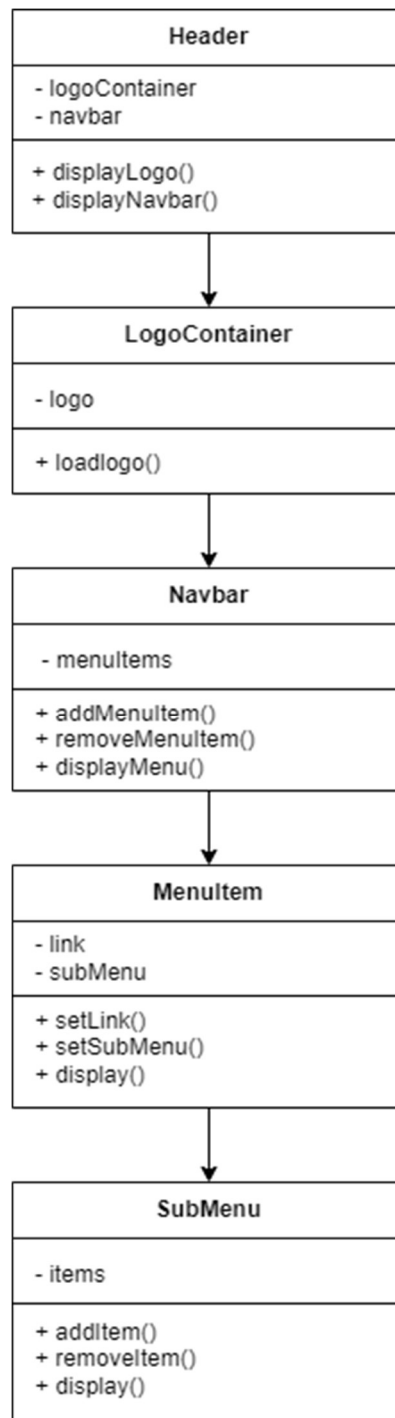 Header
- logoContainer
- navbar
+ displayLogo()
+ displayNavbar()
LogoContainer
- logo
+ loadlogo()
Navbar
- menuItems
+ addMenuItem()
+ removeMenuItem()
+ displayMenu()
MenuItem
- link
- subMenu
+ setLink()
+ setSubMenu()
+ display()
SubMenu
- items
+ addItem()
+ removeItem()
+ display()